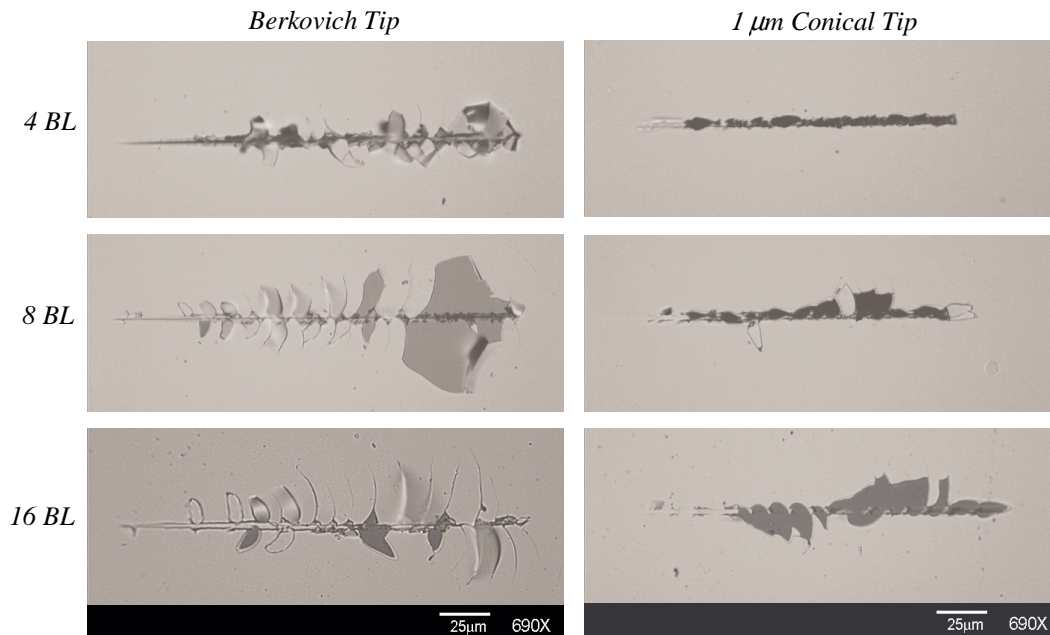 Berkovich Tip
1 μm Conical Tip
4 BL
8 BL
16 BL
25μm 690X
25μm 690X